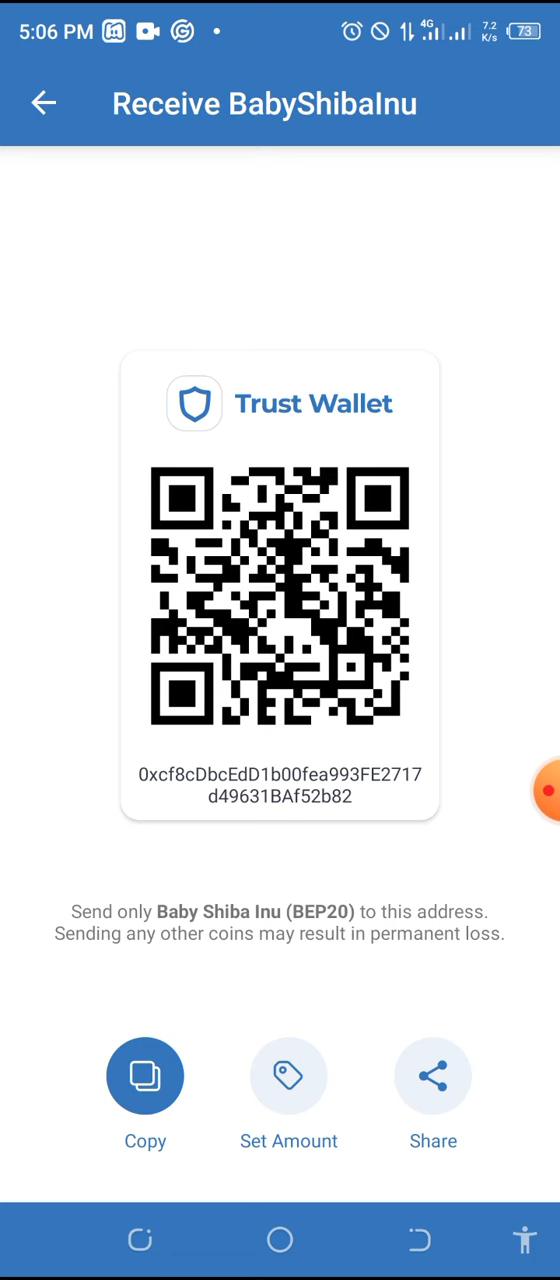 5:06 PM 4G 7.2 K/s 73
Receive BabyShibaInu
Trust Wallet
0xcf8cDbcEdD1b00fea993FE2717
d49631BAf52b82
Send only Baby Shiba Inu (BEP20) to this address.
Sending any other coins may result in permanent loss.
Copy Set Amount Share